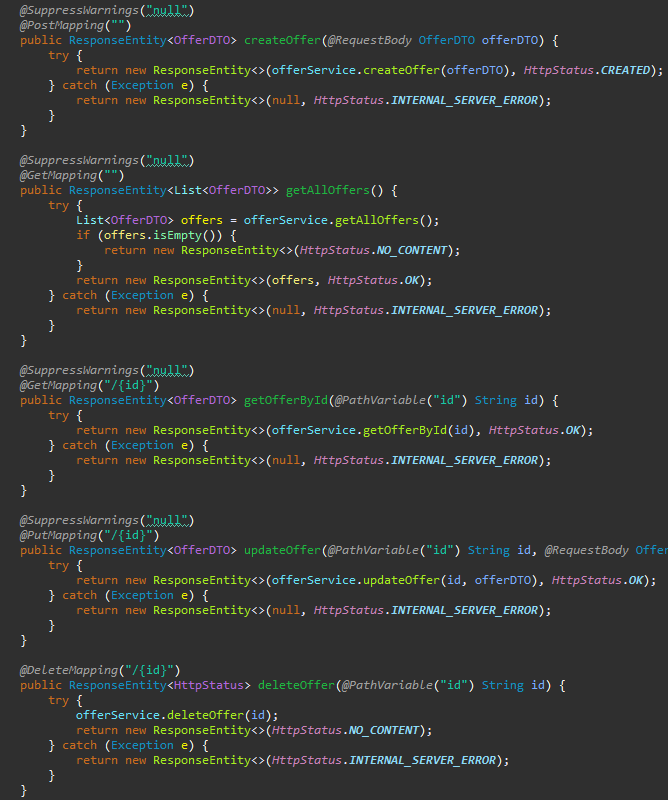 @SuppressWarnings("null")
@PostMapping("")
public ResponseEntity<OfferDTO> createOffer(@RequestBody OfferDTO offerDTO) {
    try {
        return new ResponseEntity<>(offerService.createOffer(offerDTO), HttpStatus.CREATED);
    } catch (Exception e) {
        return new ResponseEntity<>(null, HttpStatus.INTERNAL_SERVER_ERROR);
    }
}

@SuppressWarnings("null")
@GetMapping("")
public ResponseEntity<List<OfferDTO>> getAllOffers() {
    try {
        List<OfferDTO> offers = offerService.getAllOffers();
        if (offers.isEmpty()) {
            return new ResponseEntity<>(HttpStatus.NO_CONTENT);
        }
        return new ResponseEntity<>(offers, HttpStatus.OK);
    } catch (Exception e) {
        return new ResponseEntity<>(null, HttpStatus.INTERNAL_SERVER_ERROR);
    }
}

@SuppressWarnings("null")
@GetMapping("/{id}")
public ResponseEntity<OfferDTO> getOfferById(@PathVariable("id") String id) {
    try {
        return new ResponseEntity<>(offerService.getOfferById(id), HttpStatus.OK);
    } catch (Exception e) {
        return new ResponseEntity<>(null, HttpStatus.INTERNAL_SERVER_ERROR);
    }
}

@SuppressWarnings("null")
@PutMapping("/{id}")
public ResponseEntity<OfferDTO> updateOffer(@PathVariable("id") String id, @RequestBody Offer
    try {
        return new ResponseEntity<>(offerService.updateOffer(id, offerDTO), HttpStatus.OK);
    } catch (Exception e) {
        return new ResponseEntity<>(null, HttpStatus.INTERNAL_SERVER_ERROR);
    }
}

@DeleteMapping("/{id}")
public ResponseEntity<HttpStatus> deleteOffer(@PathVariable("id") String id) {
    try {
        offerService.deleteOffer(id);
        return new ResponseEntity<>(HttpStatus.NO_CONTENT);
    } catch (Exception e) {
        return new ResponseEntity<>(HttpStatus.INTERNAL_SERVER_ERROR);
    }
}